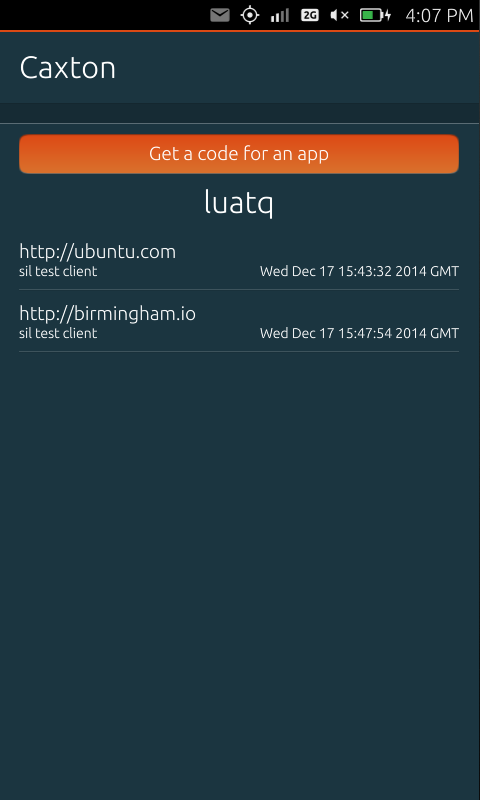 2G 4:07 PM
Caxton
Get a code for an app
luatq
http://ubuntu.com
sil test client Wed Dec 17 15:43:32 2014 GMT
http://birmingham.io
sil test client Wed Dec 17 15:47:54 2014 GMT